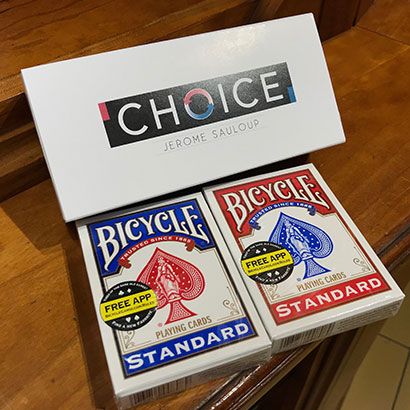 CHOICE
JEROME SAULOUP
BICYCLE
TRUSTED SINCE 1885
FREE APP
PLAYING CARDS
STANDARD
BICYCLE
TRUSTED SINCE 1885
FREE APP
PLAYING CARDS
STANDARD